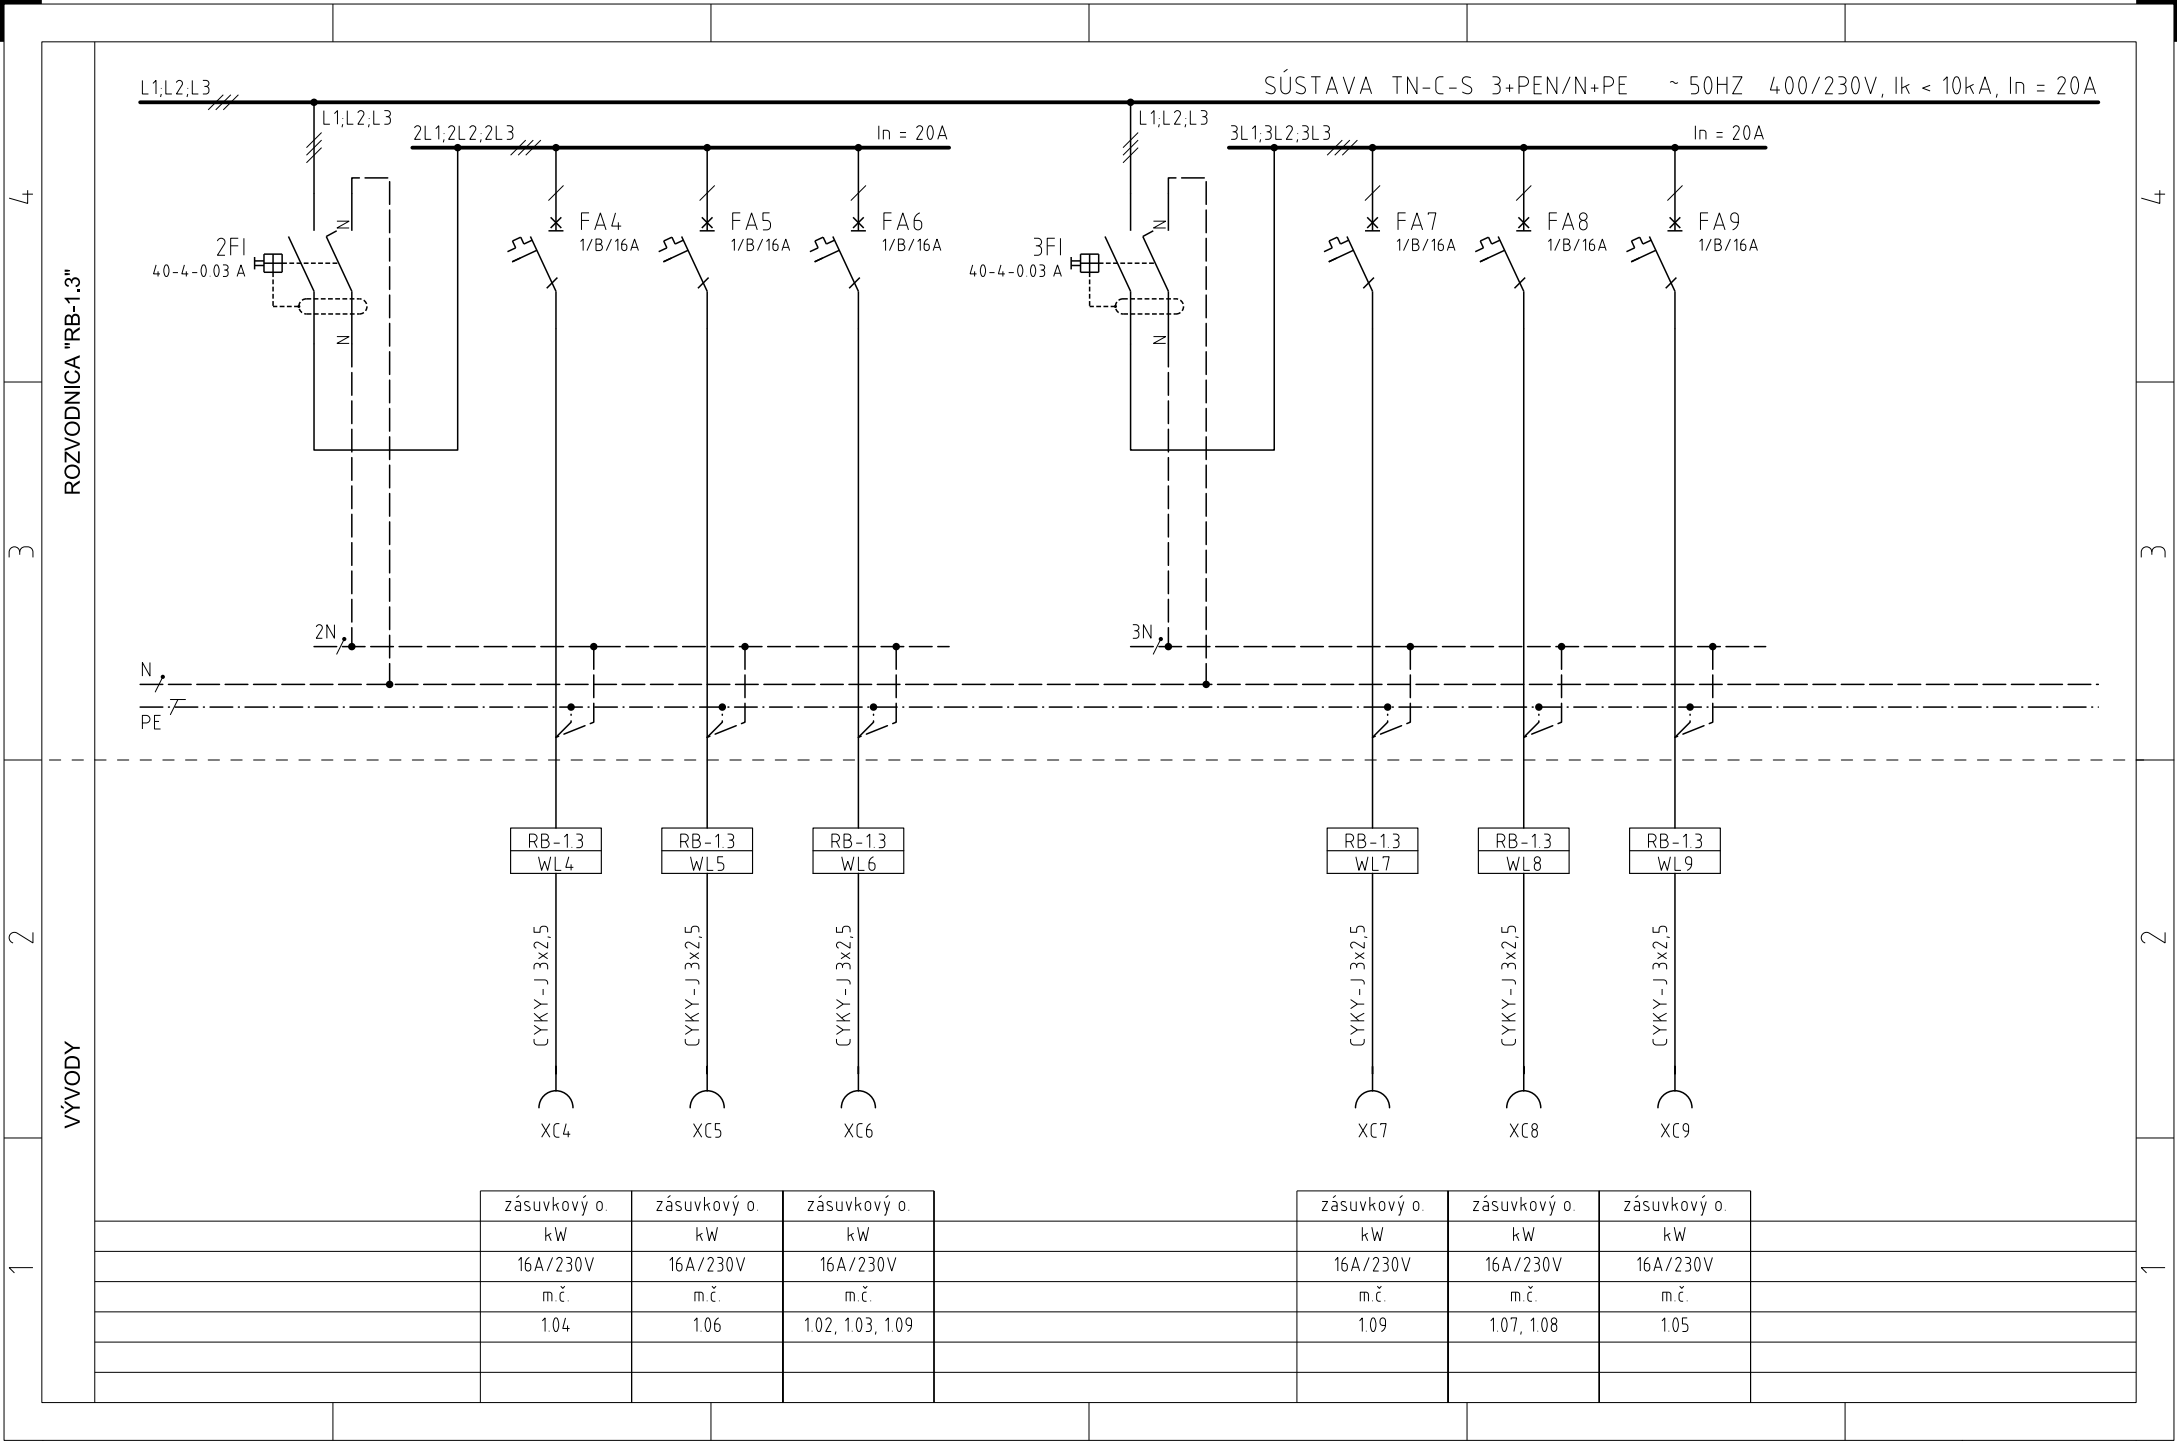 L1;L2,L3
SÚSTAVA TN-C-S 3+PEN/N+PE ~ 50HZ 400/230V, Ik < 10kA, In = 20A
L1;L2;L3
2L1;2L2;2L3
In = 20A
L1;L2;L3
3L1;3L2;3L3
In = 20A
4
4
N
FA4
1/B/16A
FA5
1/B/16A
FA6
1/B/16A
N
FA7
1/B/16A
FA8
1/B/16A
FA9
1/B/16A
2FI
40-4-0.03 A
3FI
40-4-0.03 A
N
N
ROZVODNICA "RB-1.3"
3
3
2N
3N
N
PE
RB-1.3
WL4
RB-1.3
WL5
RB-1.3
WL6
RB-1.3
WL7
RB-1.3
WL8
RB-1.3
WL9
2
2
CYKY-J 3x2,5
CYKY-J 3x2,5
CYKY-J 3x2,5
CYKY-J 3x2,5
CYKY-J 3x2,5
CYKY-J 3x2,5
VÝVODY
XC4
XC5
XC6
XC7
XC8
XC9
zásuvkový o. zásuvkový o. zásuvkový o. zásuvkový o. zásuvkový o. zásuvkový o.
kW kW kW kW kW kW
1
1
16A/230V 16A/230V 16A/230V 16A/230V 16A/230V 16A/230V
m.č. m.č. m.č. m.č. m.č. m.č.
1.04 1.06 1.02, 1.03, 1.09 1.09 1.07, 1.08 1.05